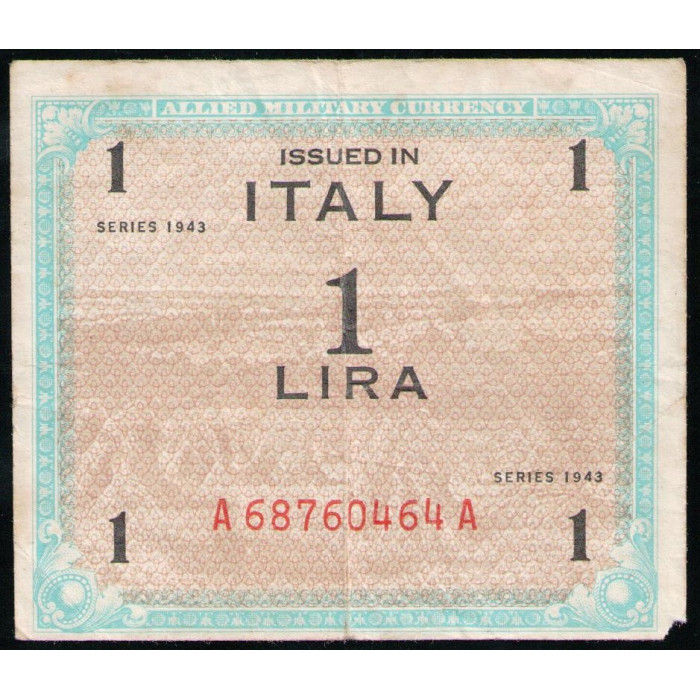 ALLIED MILITARY CURRENCY
1 ISSUED IN 1
ITALY
SERIES 1943
1
LIRA
SERIES 1943
A 68760464 A
1 1